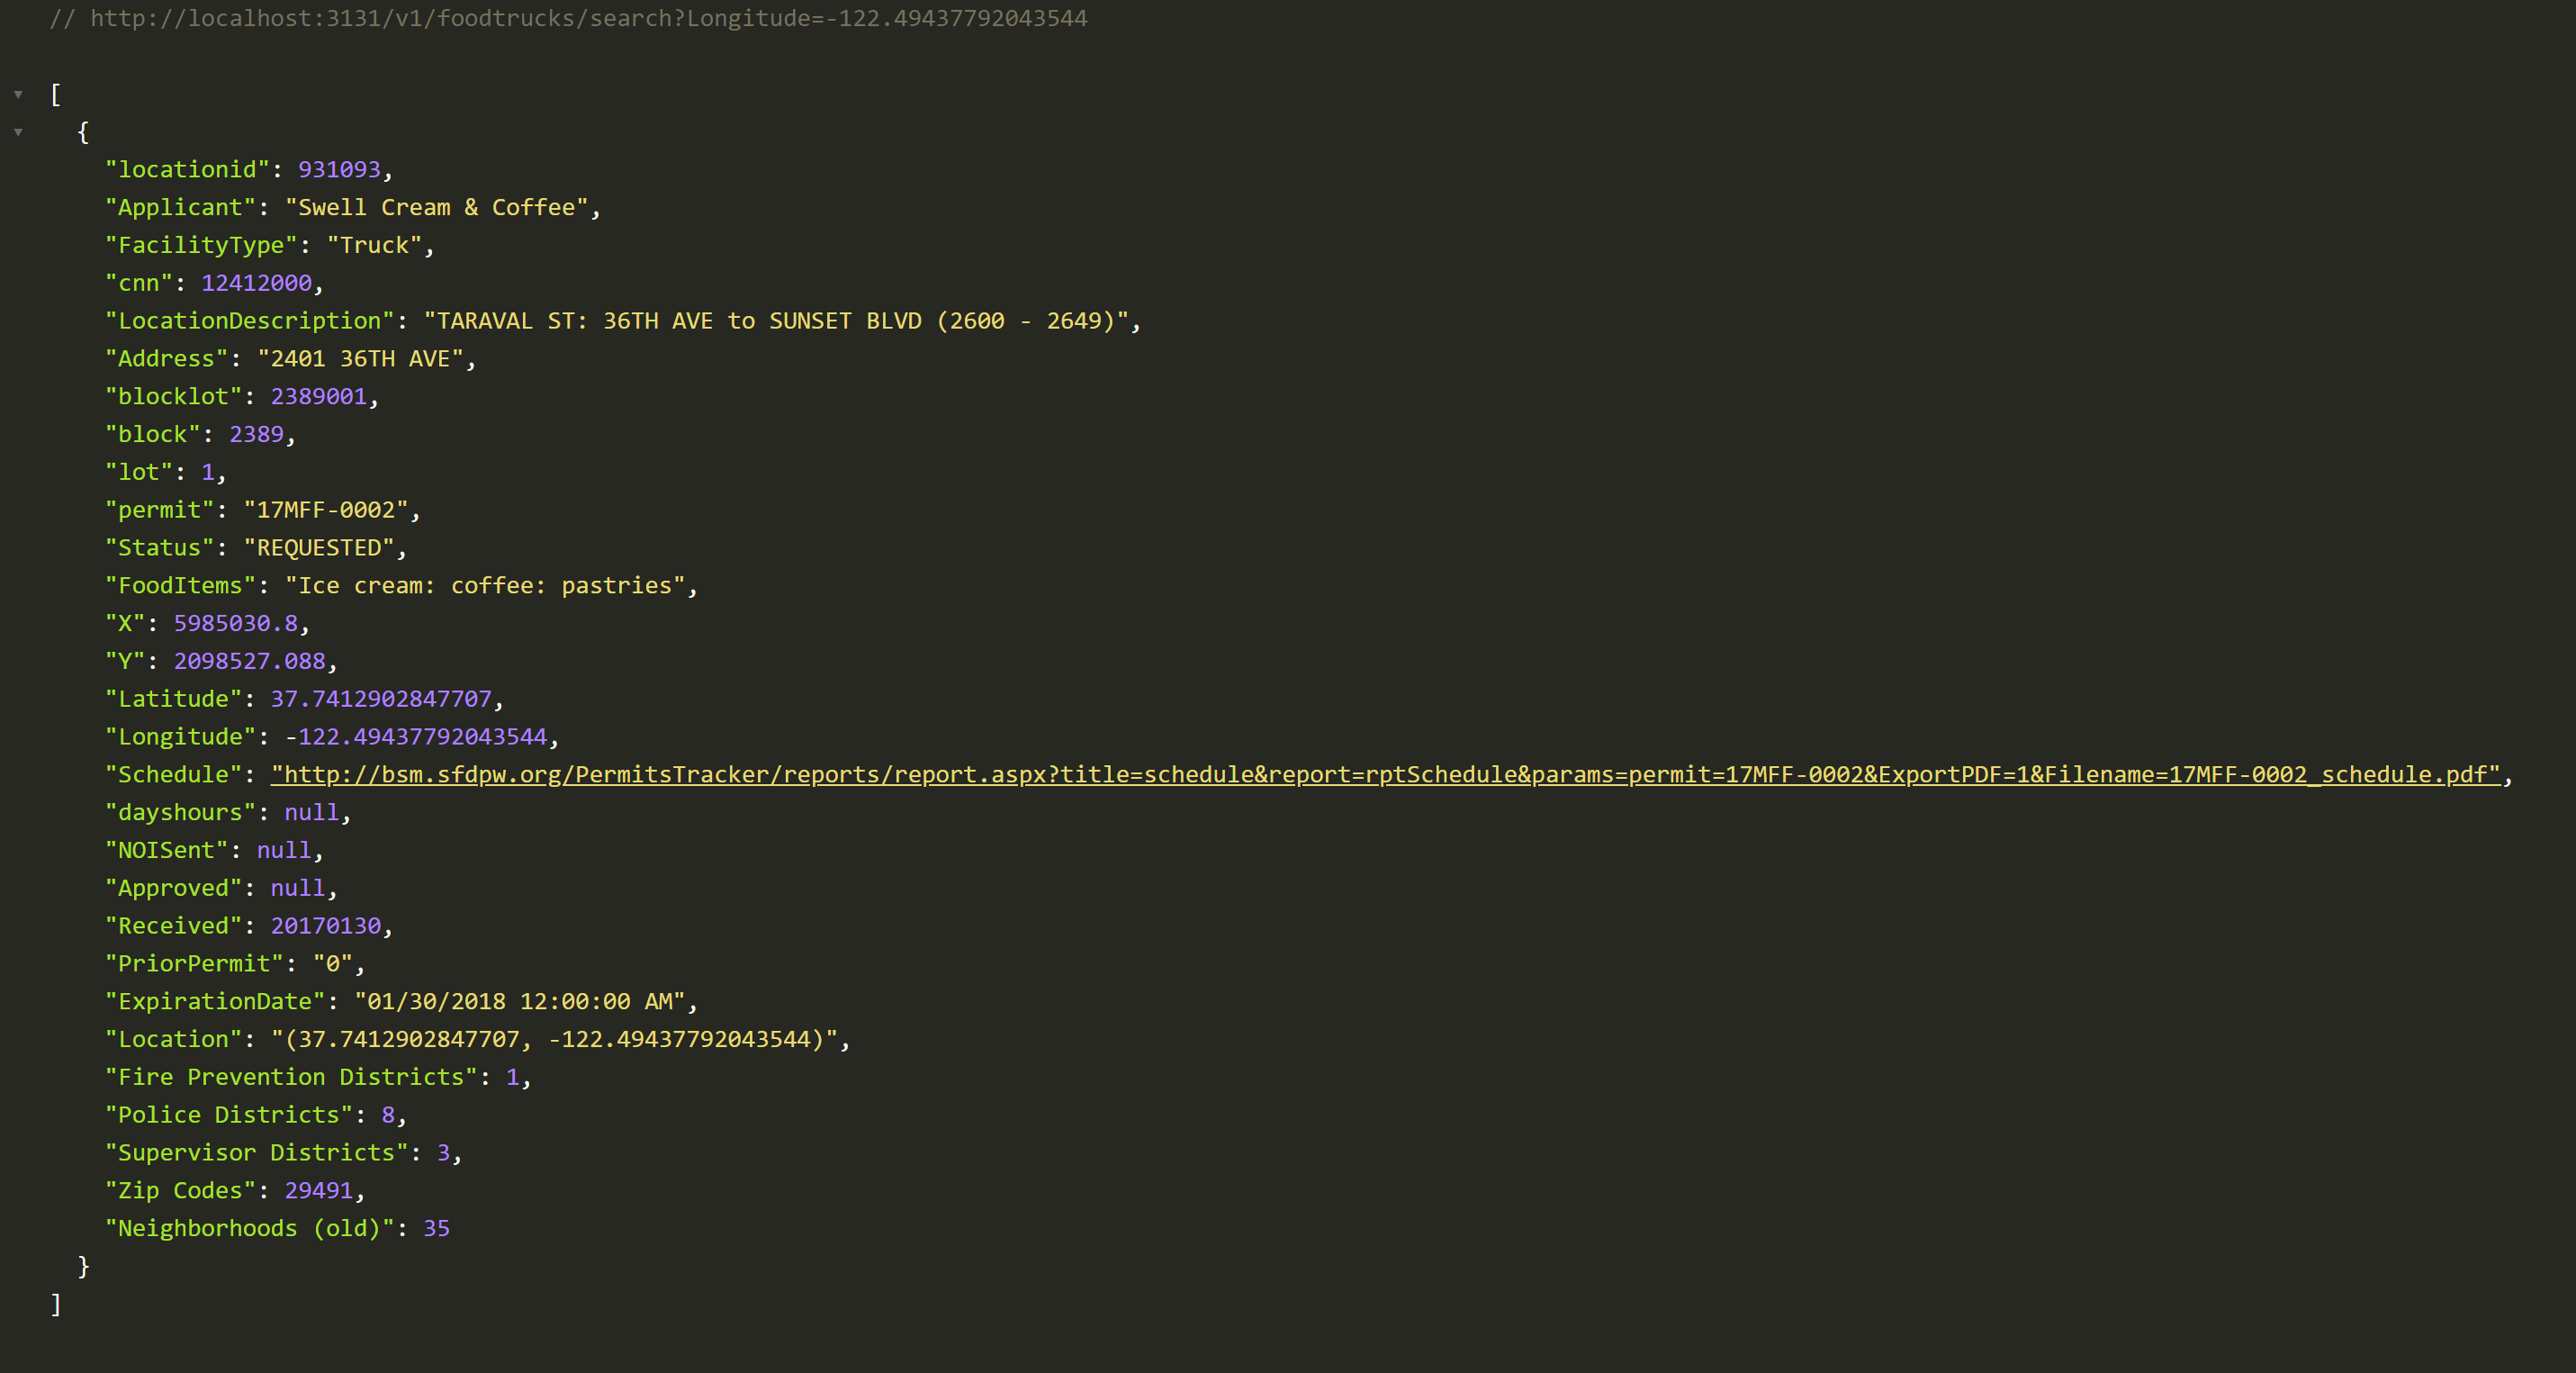 // http://localhost:3131/v1/foodtrucks/search?Longitude=-122.49437792043544
[
{
"locationid": 931093,
"Applicant": "Swell Cream & Coffee",
"FacilityType": "Truck",
"cnn": 12412000,
"LocationDescription": "TARAVAL ST: 36TH AVE to SUNSET BLVD (2600 - 2649)",
"Address": "2401 36TH AVE",
"blocklot": 2389001,
"block": 2389,
"lot": 1,
"permit": "17MFF-0002",
"Status": "REQUESTED",
"FoodItems": "Ice cream: coffee: pastries",
"X": 5985030.8,
"Y": 2098527.088,
"Latitude": 37.7412902847707,
"Longitude": -122.49437792043544,
"Schedule": "http://bsm.sfdpw.org/PermitsTracker/reports/report.aspx?title=schedule&report=rptSchedule&params=permit=17MFF-0002&ExportPDF=1&Filename=17MFF-0002_schedule.pdf",
"dayshours": null,
"NOISent": null,
"Approved": null,
"Received": 20170130,
"PriorPermit": "0",
"ExpirationDate": "01/30/2018 12:00:00 AM",
"Location": "(37.7412902847707, -122.49437792043544)",
"Fire Prevention Districts": 1,
"Police Districts": 8,
"Supervisor Districts": 3,
"Zip Codes": 29491,
"Neighborhoods (old)": 35
}
]